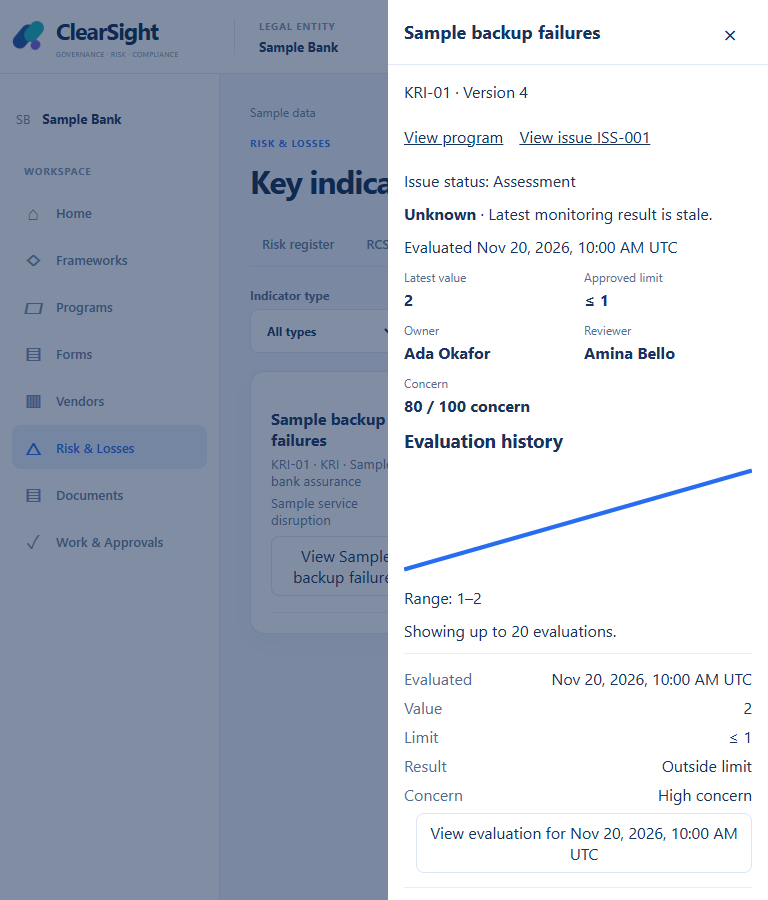 ClearSight
GOVERNANCE · RISK · COMPLIANCE
LEGAL ENTITY
Sample Bank
SB Sample Bank
WORKSPACE
Home
Frameworks
Programs
Forms
Vendors
Risk & Losses
Documents
Work & Approvals
Sample data
RISK & LOSSES
Key indica
Risk register RCS
Indicator type
All types
Sample backup
failures
KRI-01 · KRI · Sample
bank assurance
Sample service
disruption
View Sample
backup failure
Sample backup failures
×
KRI-01 · Version 4
View program View issue ISS-001
Issue status: Assessment
Unknown · Latest monitoring result is stale.
Evaluated Nov 20, 2026, 10:00 AM UTC
Latest value Approved limit
2 ≤ 1
Owner Reviewer
Ada Okafor Amina Bello
Concern
80 / 100 concern
Evaluation history
Range: 1–2
Showing up to 20 evaluations.
Evaluated Nov 20, 2026, 10:00 AM UTC
Value 2
Limit ≤ 1
Result Outside limit
Concern High concern
View evaluation for Nov 20, 2026, 10:00 AM
UTC